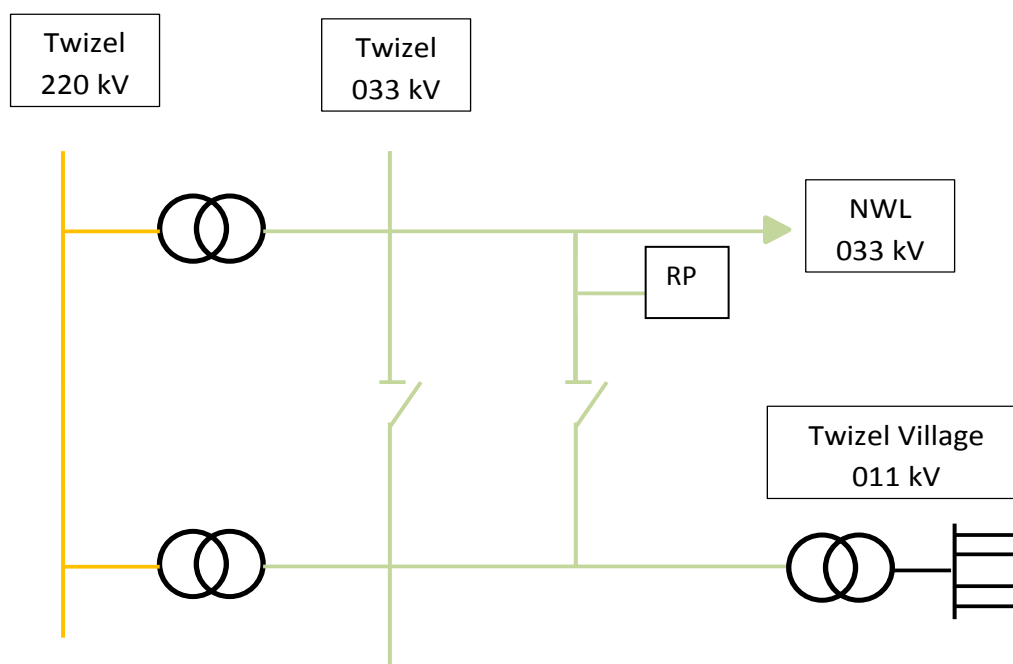 Twizel
220 kV
Twizel
033 kV
NWL
033 kV
RP
Twizel Village
011 kV